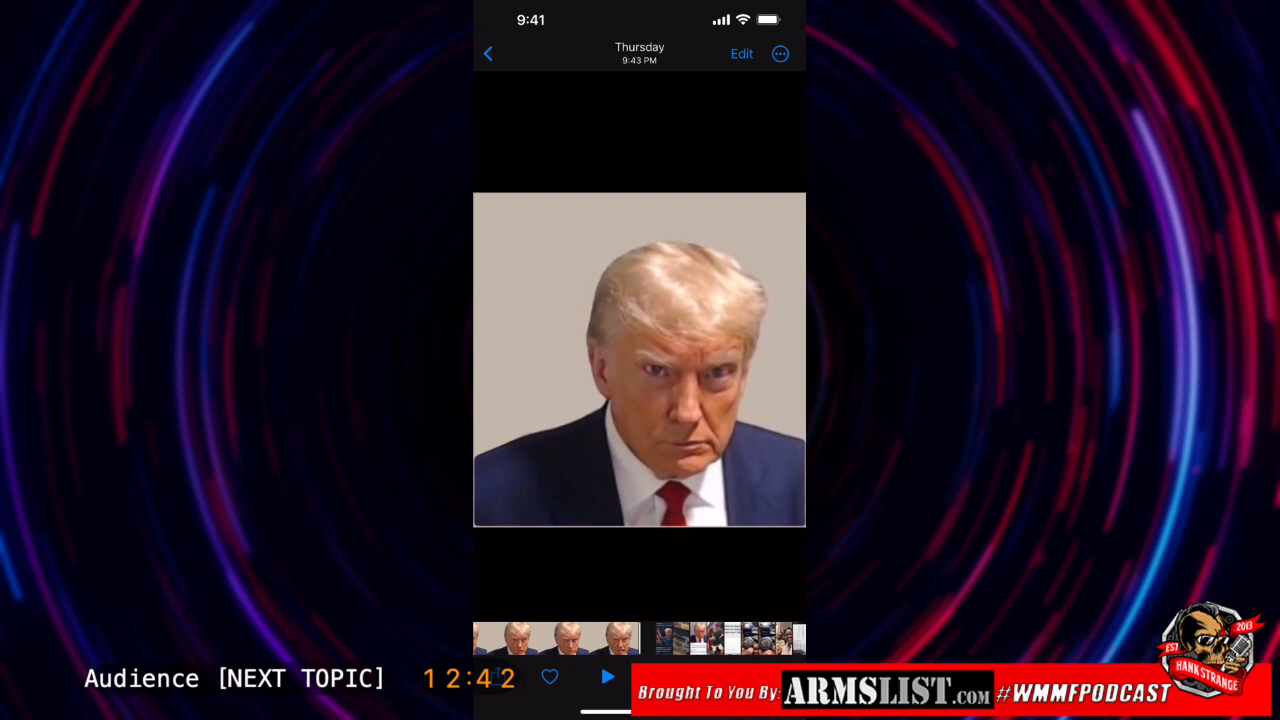 9:41
Thursday
9:43 PM
Edit
Audience [NEXT TOPIC] 12:42
Brought To You By: ARMSLIST.COM #WMMFPODCAST
EST 2013
HANK STRANGE